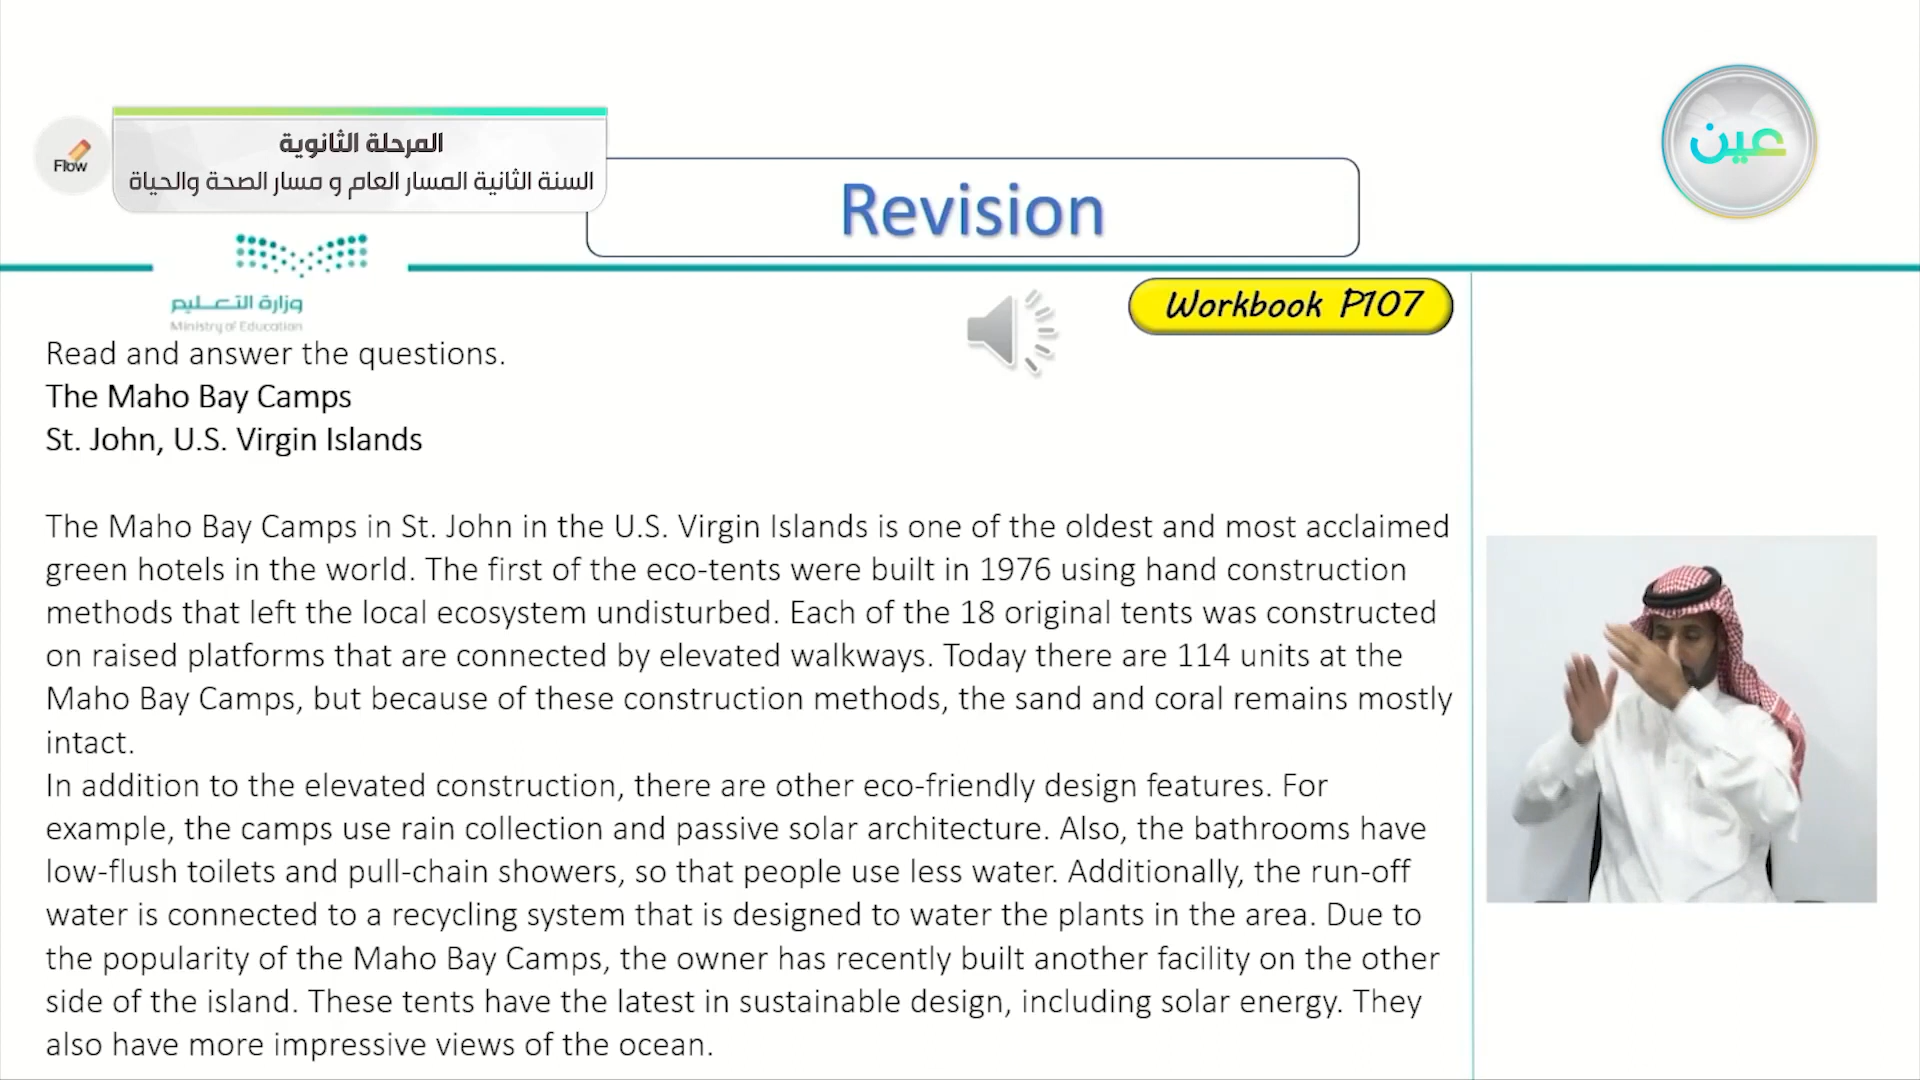 المرحلة الثانوية
السنة الثانية المسار العام و مسار الصحة والحياة
Flow
عين
Revision
وزارة التعليم
Ministry of Education
Workbook P107
Read and answer the questions.
The Maho Bay Camps
St. John, U.S. Virgin Islands
The Maho Bay Camps in St. John in the U.S. Virgin Islands is one of the oldest and most acclaimed
green hotels in the world. The first of the eco-tents were built in 1976 using hand construction
methods that left the local ecosystem undisturbed. Each of the 18 original tents was constructed
on raised platforms that are connected by elevated walkways. Today there are 114 units at the
Maho Bay Camps, but because of these construction methods, the sand and coral remains mostly
intact.
In addition to the elevated construction, there are other eco-friendly design features. For
example, the camps use rain collection and passive solar architecture. Also, the bathrooms have
low-flush toilets and pull-chain showers, so that people use less water. Additionally, the run-off
water is connected to a recycling system that is designed to water the plants in the area. Due to
the popularity of the Maho Bay Camps, the owner has recently built another facility on the other
side of the island. These tents have the latest in sustainable design, including solar energy. They
also have more impressive views of the ocean.